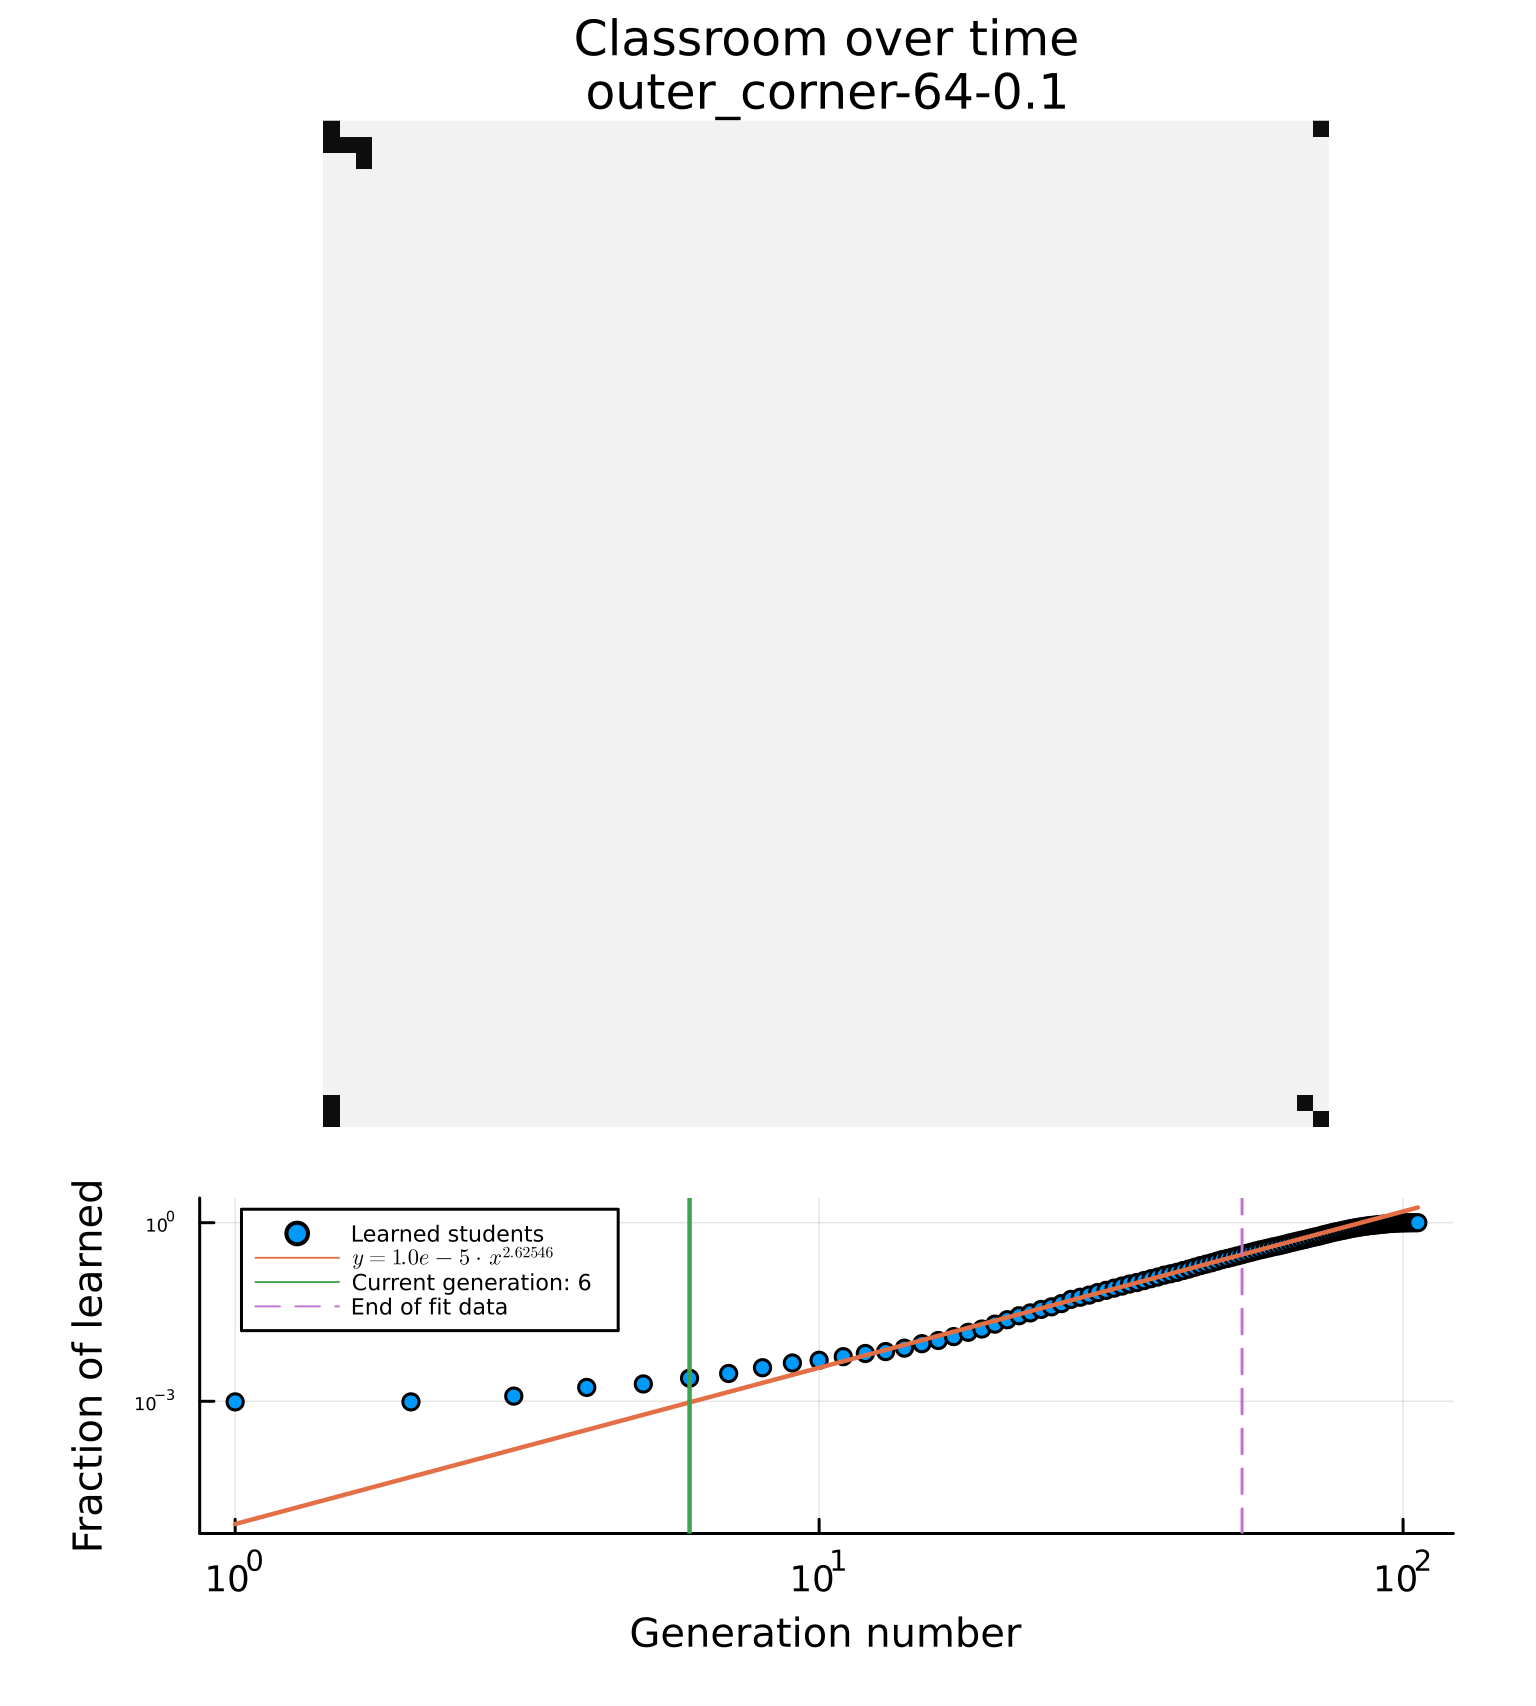 Classroom over time
outer_corner-64-0.1
Fraction of learned
10^0
10^-3
Learned students
y = 1.0e − 5 · x^2.62546
Current generation: 6
End of fit data
10^0 10^1 10^2
Generation number